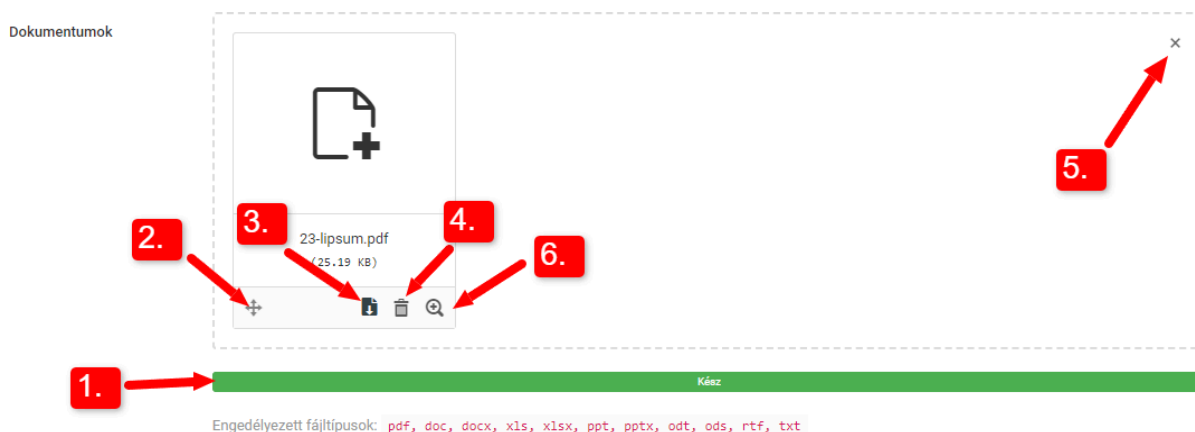 Dokumentumok
×
5.
3.
4.
2.
23-lipsum.pdf
(25.19 KB)
6.
1.
Kész
Engedélyezett fájltípusok: pdf, doc, docx, xls, xlsx, ppt, pptx, odt, ods, rtf, txt